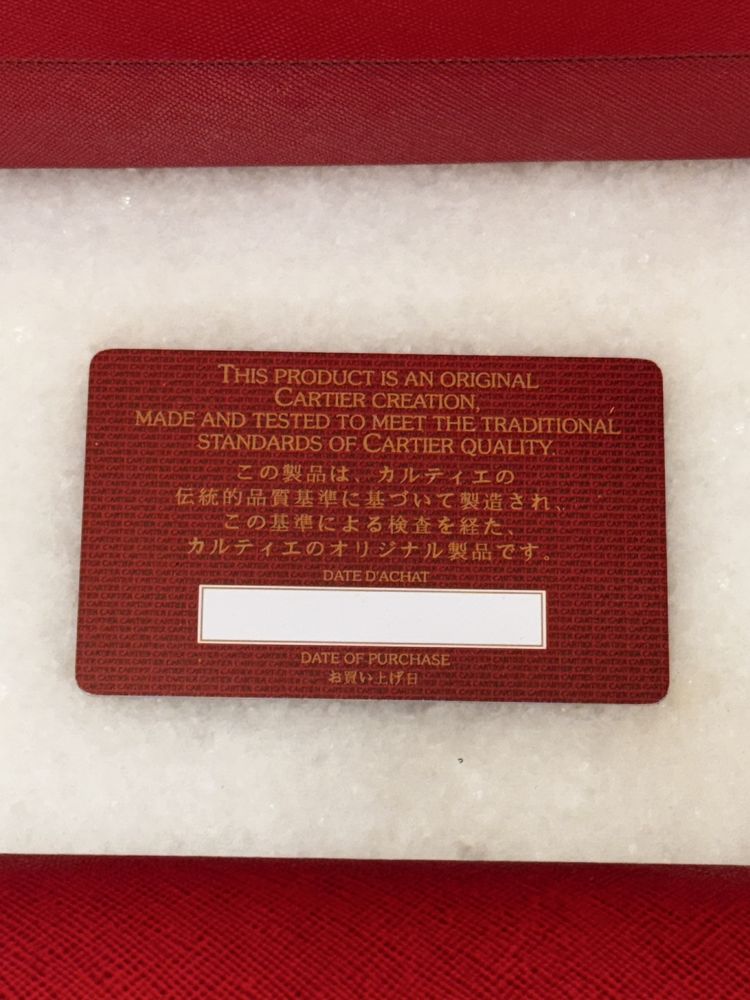 THIS PRODUCT IS AN ORIGINAL
CARTIER CREATION,
MADE AND TESTED TO MEET THE TRADITIONAL
STANDARDS OF CARTIER QUALITY.
この製品は、カルティエの
伝統的品質基準に基づいて製造され、
この基準による検査を経た、
カルティエのオリジナル製品です。
DATE D'ACHAT
DATE OF PURCHASE
お買い上げ日